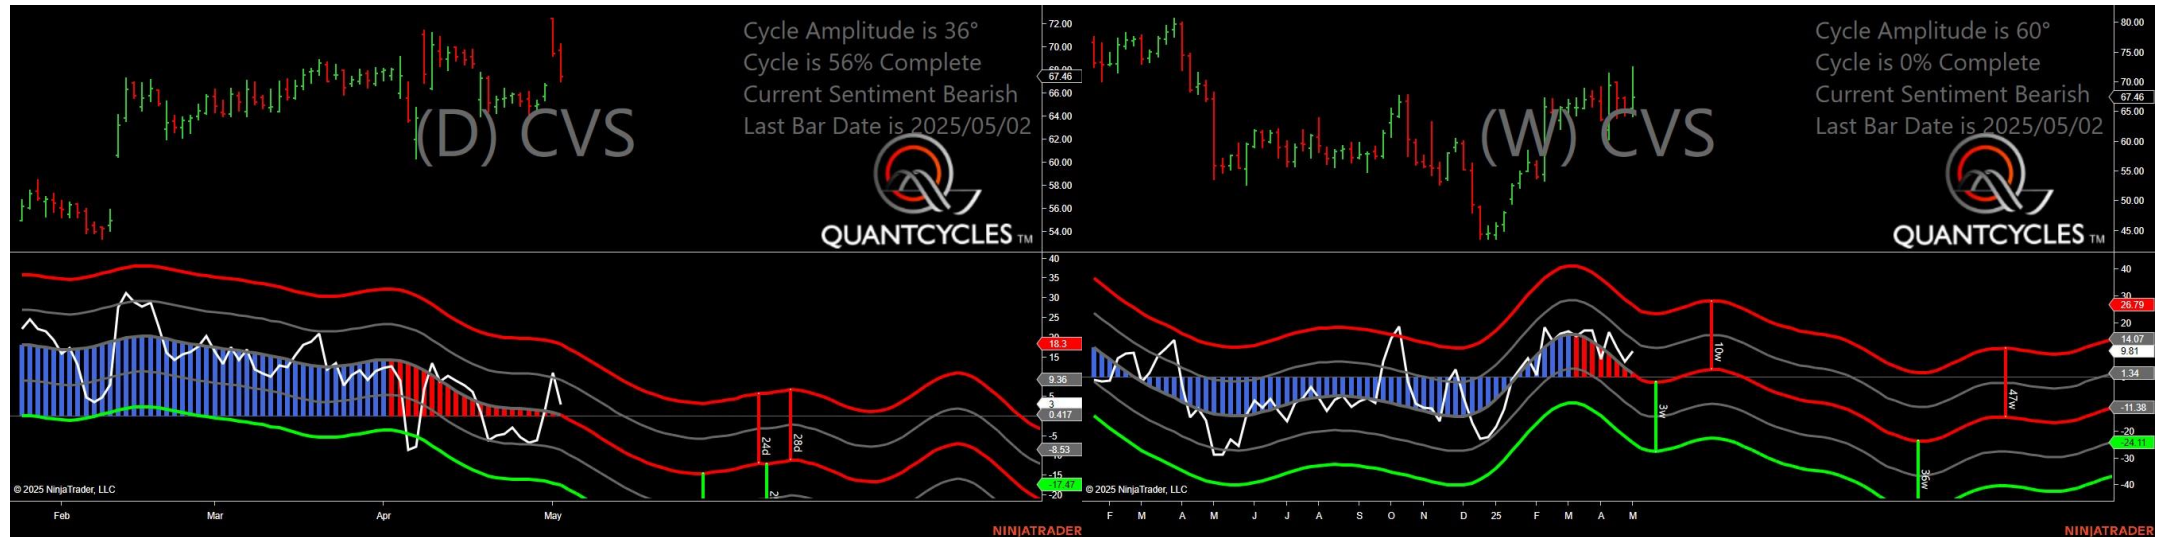 Cycle Amplitude is 36°
Cycle is 56% Complete
Current Sentiment Bearish
Last Bar Date is 2025/05/02
(D) CVS
QUANTCYCLES TM
72.00
70.00
67.46
66.00
64.00
62.00
60.00
58.00
56.00
54.00
40
35
30
25
20
18.3
15
9.36
3
0.417
-5
-8.53
-15
-17.47
-20
24d
28d
© 2025 NinjaTrader, LLC
Feb Mar Apr May
NINJATRADER
Cycle Amplitude is 60°
Cycle is 0% Complete
Current Sentiment Bearish
Last Bar Date is 2025/05/02
(W) CVS
QUANTCYCLES TM
80.00
75.00
70.00
67.46
65.00
60.00
55.00
50.00
45.00
40
30
26.79
20
14.07
9.81
1.34
-11.38
-20
-24.11
-30
-40
10w
3w
47w
36w
© 2025 NinjaTrader, LLC
F M A M J J A S O N D 25 F M A M
NINJATRADER